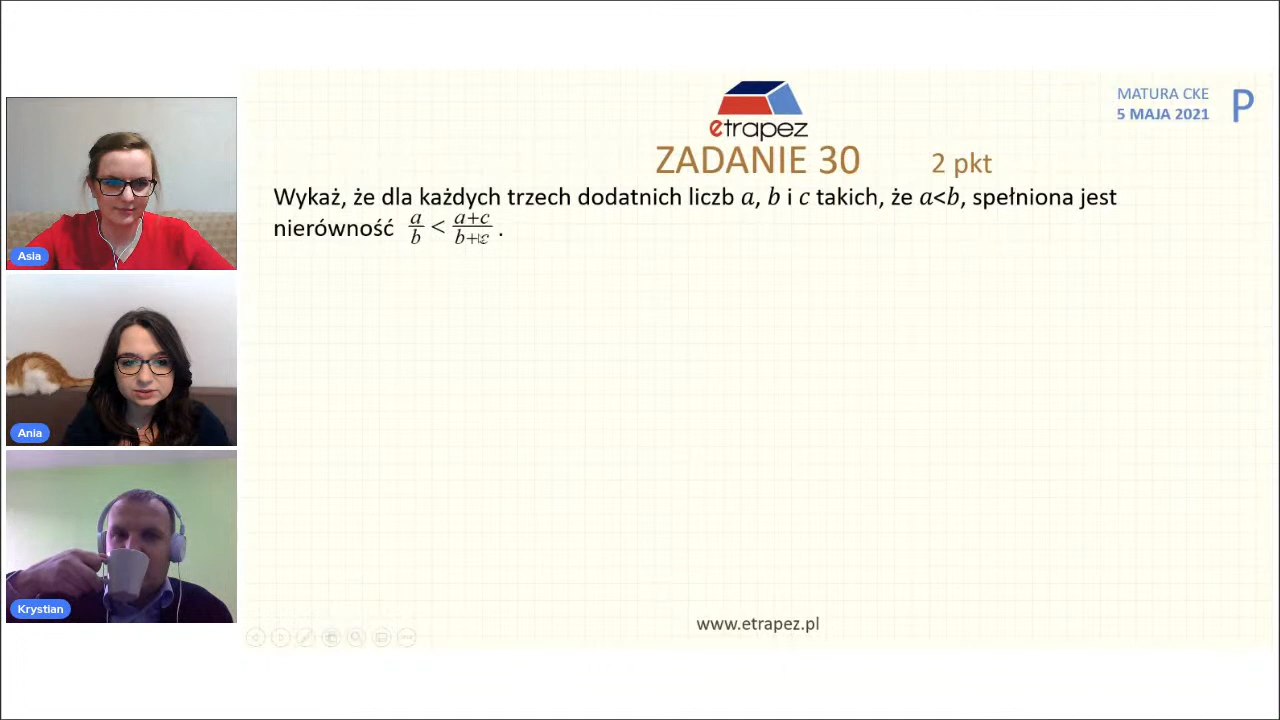 etrapez
MATURA CKE
5 MAJA 2021
P
ZADANIE 30 2 pkt
Wykaż, że dla każdych trzech dodatnich liczb a, b i c takich, że a<b, spełniona jest
nierówność a/b < a+c/b+c .
Asia
Ania
Krystian
www.etrapez.pl